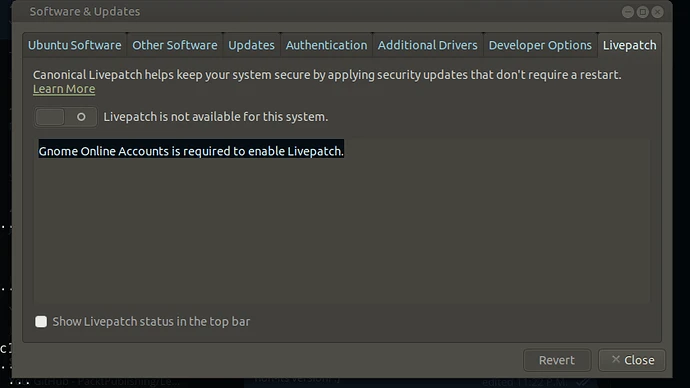 Software & Updates
Ubuntu Software Other Software Updates Authentication Additional Drivers Developer Options Livepatch
Canonical Livepatch helps keep your system secure by applying security updates that don't require a restart.
Learn More
Livepatch is not available for this system.
Gnome Online Accounts is required to enable Livepatch.
Show Livepatch status in the top bar
Revert Close